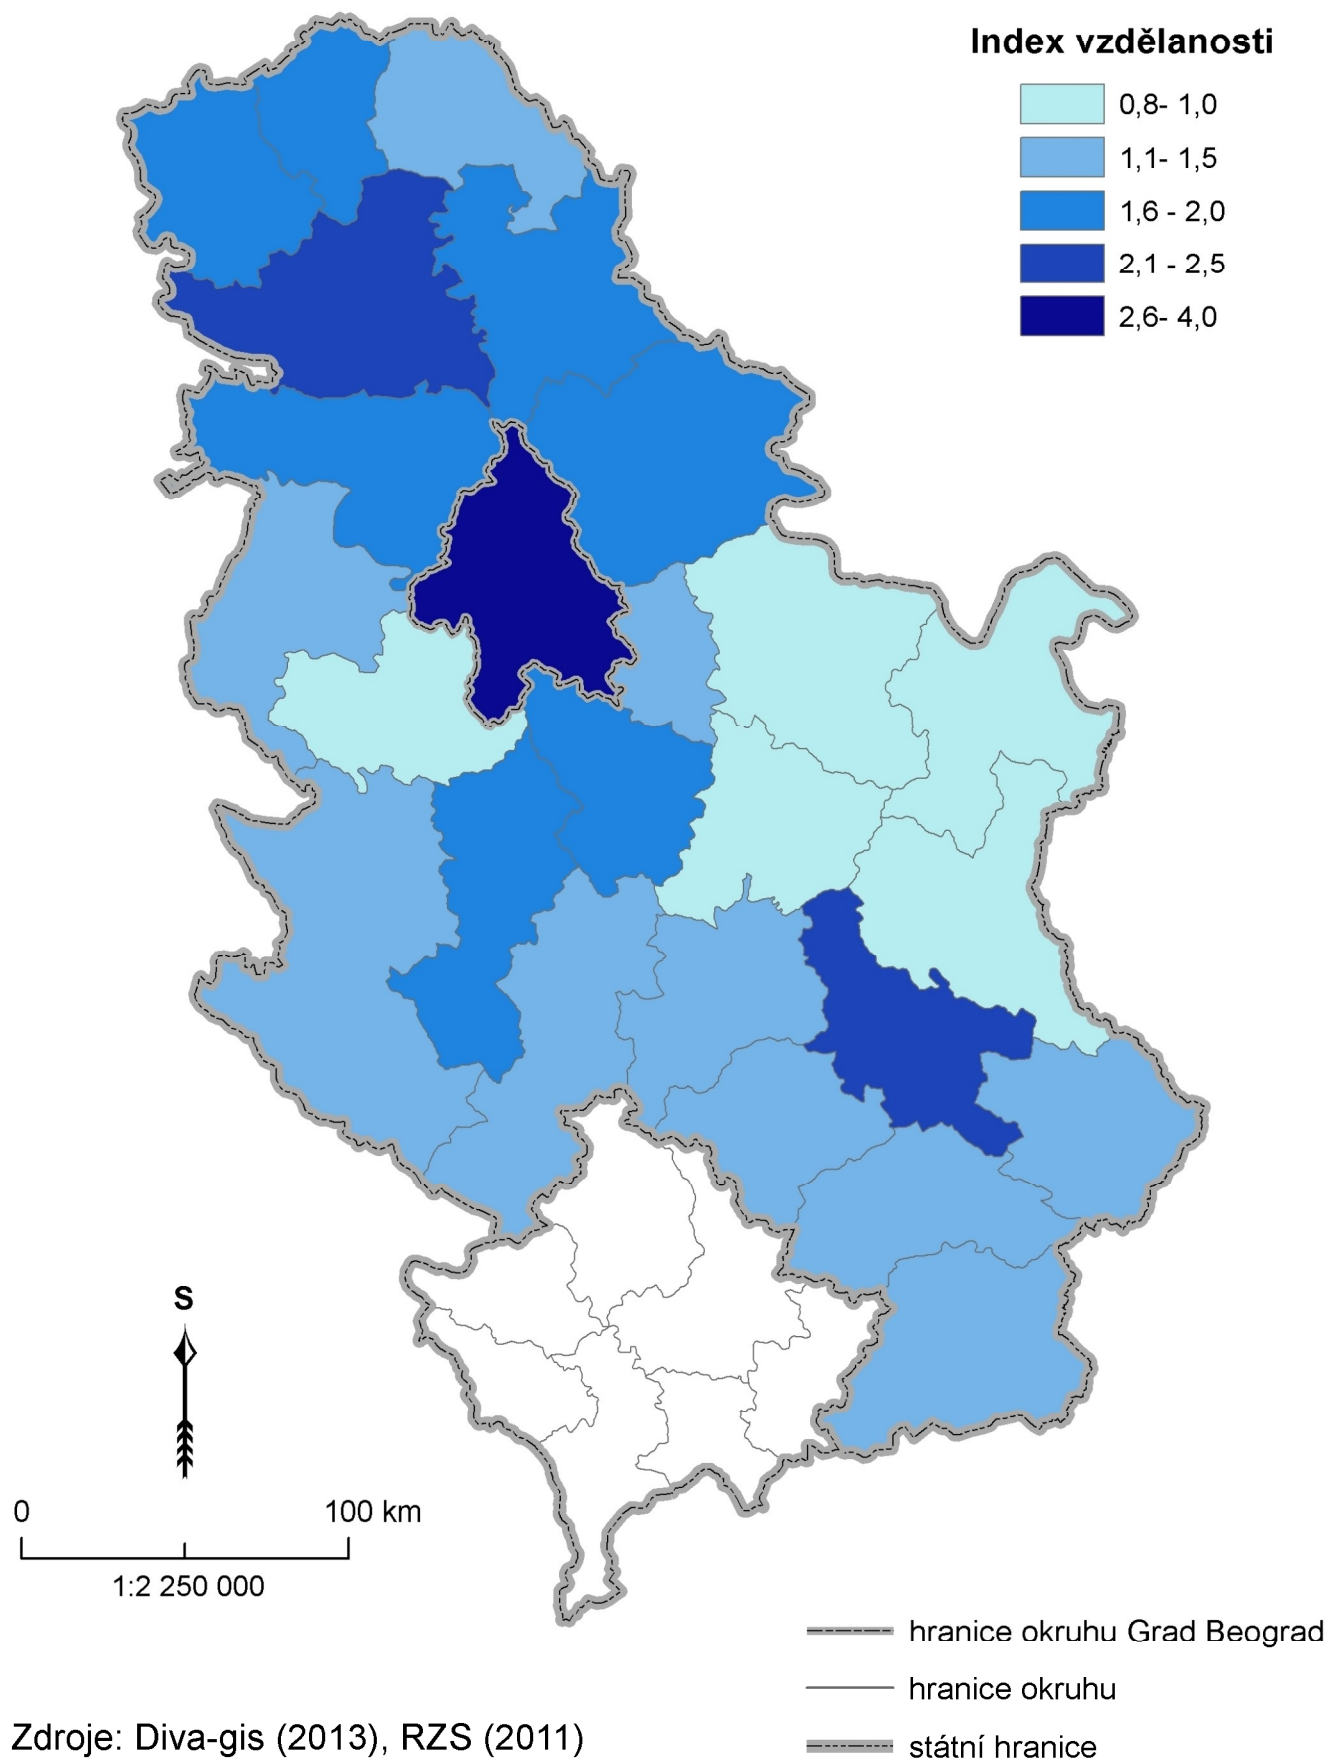 Index vzdělanosti
0,8- 1,0
1,1- 1,5
1,6 - 2,0
2,1 - 2,5
2,6- 4,0
S
0 100 km
1:2 250 000
hranice okruhu Grad Beograd
hranice okruhu
státní hranice
Zdroje: Diva-gis (2013), RZS (2011)